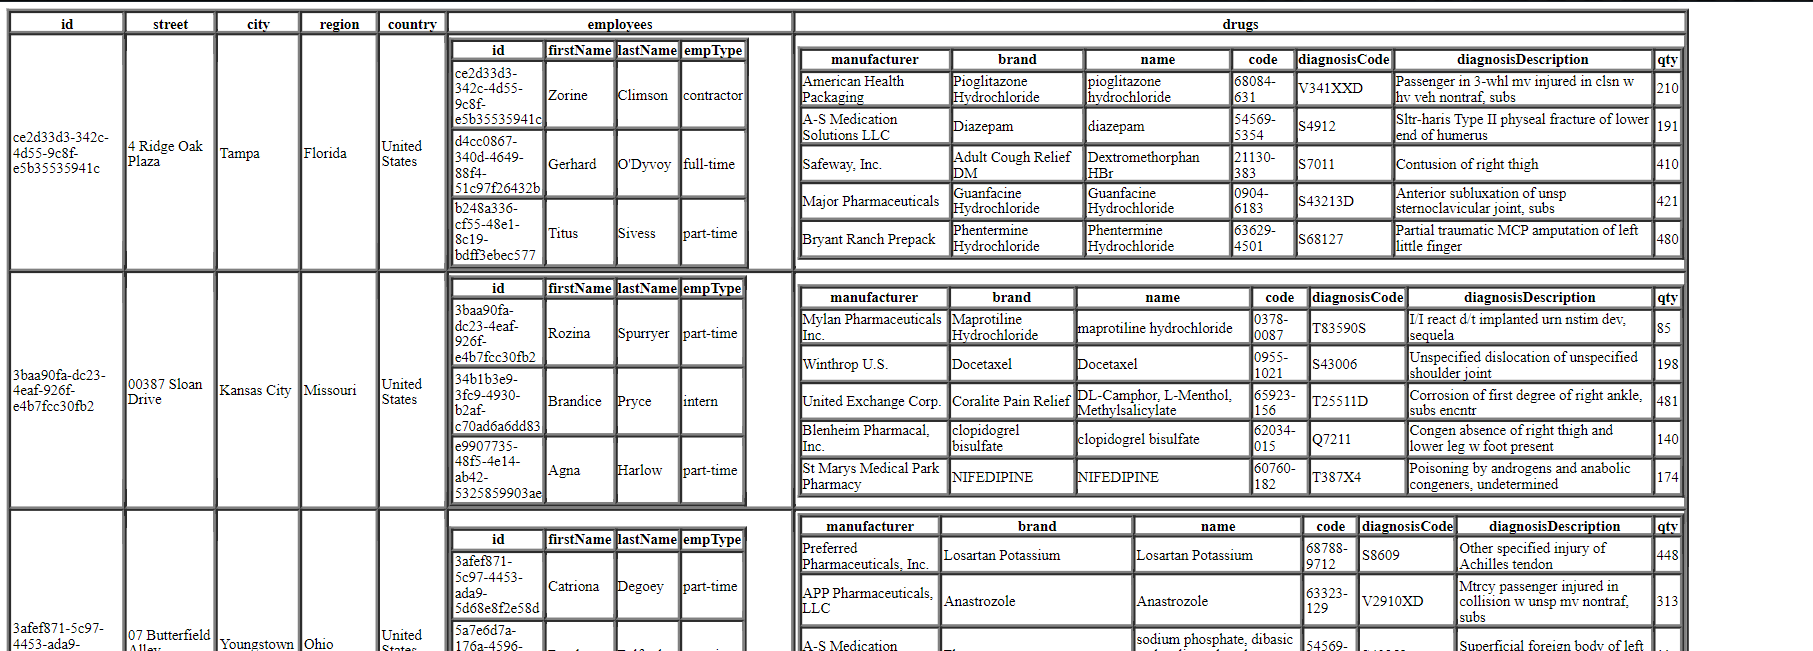 id street city region country employees drugs
ce2d33d3-342c-
4d55-9c8f-
e5b35535941c
4 Ridge Oak
Plaza
Tampa
Florida
United
States
id firstName lastName empType
ce2d33d3-
342c-4d55-
9c8f-
e5b35535941c
Zorine Climson contractor
d4cc0867-
340d-4649-
88f4-
51c97f26432b
Gerhard O'Dyvoy full-time
b248a336-
cf55-48e1-
8c19-
bdff3ebec577
Titus Sivess part-time
manufacturer brand name code diagnosisCode diagnosisDescription qty
American Health
Packaging
Pioglitazone
Hydrochloride
pioglitazone
hydrochloride
68084-
631
V341XXD
Passenger in 3-whl mv injured in clsn w
hv veh nontraf, subs
210
A-S Medication
Solutions LLC
Diazepam
diazepam
54569-
5354
S4912
Sltr-haris Type II physeal fracture of lower
end of humerus
191
Safeway, Inc.
Adult Cough Relief
DM
Dextromethorphan
HBr
21130-
383
S7011
Contusion of right thigh
410
Major Pharmaceuticals
Guanfacine
Hydrochloride
Guanfacine
Hydrochloride
0904-
6183
S43213D
Anterior subluxation of unsp
sternoclavicular joint, subs
421
Bryant Ranch Prepack
Phentermine
Hydrochloride
Phentermine
Hydrochloride
63629-
4501
S68127
Partial traumatic MCP amputation of left
little finger
480
3baa90fa-dc23-
4eaf-926f-
e4b7fcc30fb2
00387 Sloan
Drive
Kansas City
Missouri
United
States
id firstName lastName empType
3baa90fa-
dc23-4eaf-
926f-
e4b7fcc30fb2
Rozina Spurryer part-time
34b1b3e9-
3fc9-4930-
b2af-
c70ad6a6dd83
Brandice Pryce intern
e9907735-
48f5-4e14-
ab42-
5325859903ae
Agna Harlow part-time
manufacturer brand name code diagnosisCode diagnosisDescription qty
Mylan Pharmaceuticals
Inc.
Maprotiline
Hydrochloride
maprotiline hydrochloride
0378-
0087
T83590S
I/I react d/t implanted urn nstim dev,
sequela
85
Winthrop U.S.
Docetaxel
Docetaxel
0955-
1021
S43006
Unspecified dislocation of unspecified
shoulder joint
198
United Exchange Corp.
Coralite Pain Relief
DL-Camphor, L-Menthol,
Methylsalicylate
65923-
156
T25511D
Corrosion of first degree of right ankle,
subs encntr
481
Blenheim Pharmacal,
Inc.
clopidogrel
bisulfate
clopidogrel bisulfate
62034-
015
Q7211
Congen absence of right thigh and
lower leg w foot present
140
St Marys Medical Park
Pharmacy
NIFEDIPINE
NIFEDIPINE
60760-
182
T387X4
Poisoning by androgens and anabolic
congeners, undetermined
174
3afef871-5c97-
4453-ada9-
07 Butterfield
Alley
Youngstown
Ohio
United
States
id firstName lastName empType
3afef871-
5c97-4453-
ada9-
5d68e8f2e58d
Catriona Degoey part-time
5a7e6d7a-
176a-4596-
manufacturer brand name code diagnosisCode diagnosisDescription qty
Preferred
Pharmaceuticals, Inc.
Losartan Potassium
Losartan Potassium
68788-
9712
S8609
Other specified injury of
Achilles tendon
448
APP Pharmaceuticals,
LLC
Anastrozole
Anastrozole
63323-
129
V2910XD
Mtrcy passenger injured in
collision w unsp mv nontraf,
subs
313
A-S Medication
sodium phosphate, dibasic
54569-
Superficial foreign body of left